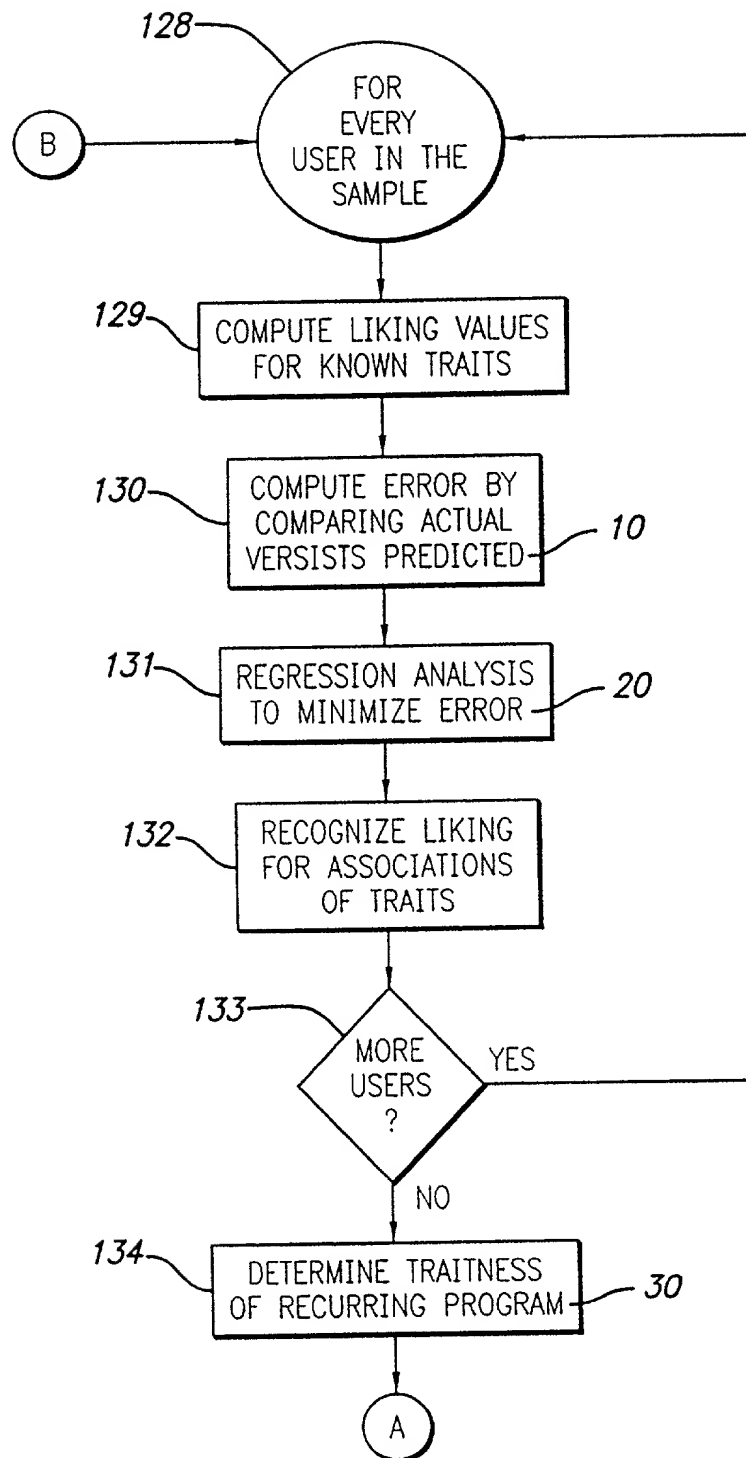 128
FOR
EVERY
USER IN THE
SAMPLE
B
129
COMPUTE LIKING VALUES
FOR KNOWN TRAITS
130
COMPUTE ERROR BY
COMPARING ACTUAL
VERSISTS PREDICTED
10
131
REGRESSION ANALYSIS
TO MINIMIZE ERROR
20
132
RECOGNIZE LIKING
FOR ASSOCIATIONS
OF TRAITS
133
MORE
USERS
?
YES
NO
134
DETERMINE TRAITNESS
OF RECURRING PROGRAM
30
A